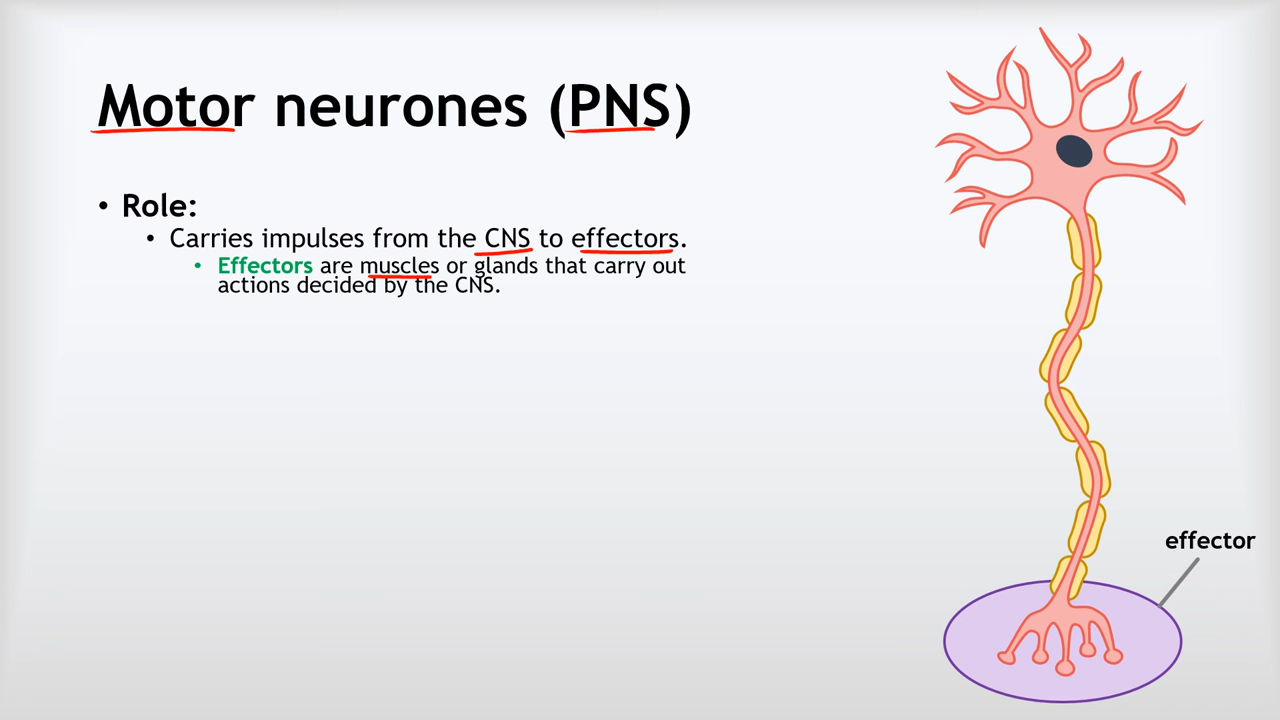 Motor neurones (PNS)
• Role:
• Carries impulses from the CNS to effectors.
• Effectors are muscles or glands that carry out
actions decided by the CNS.
effector